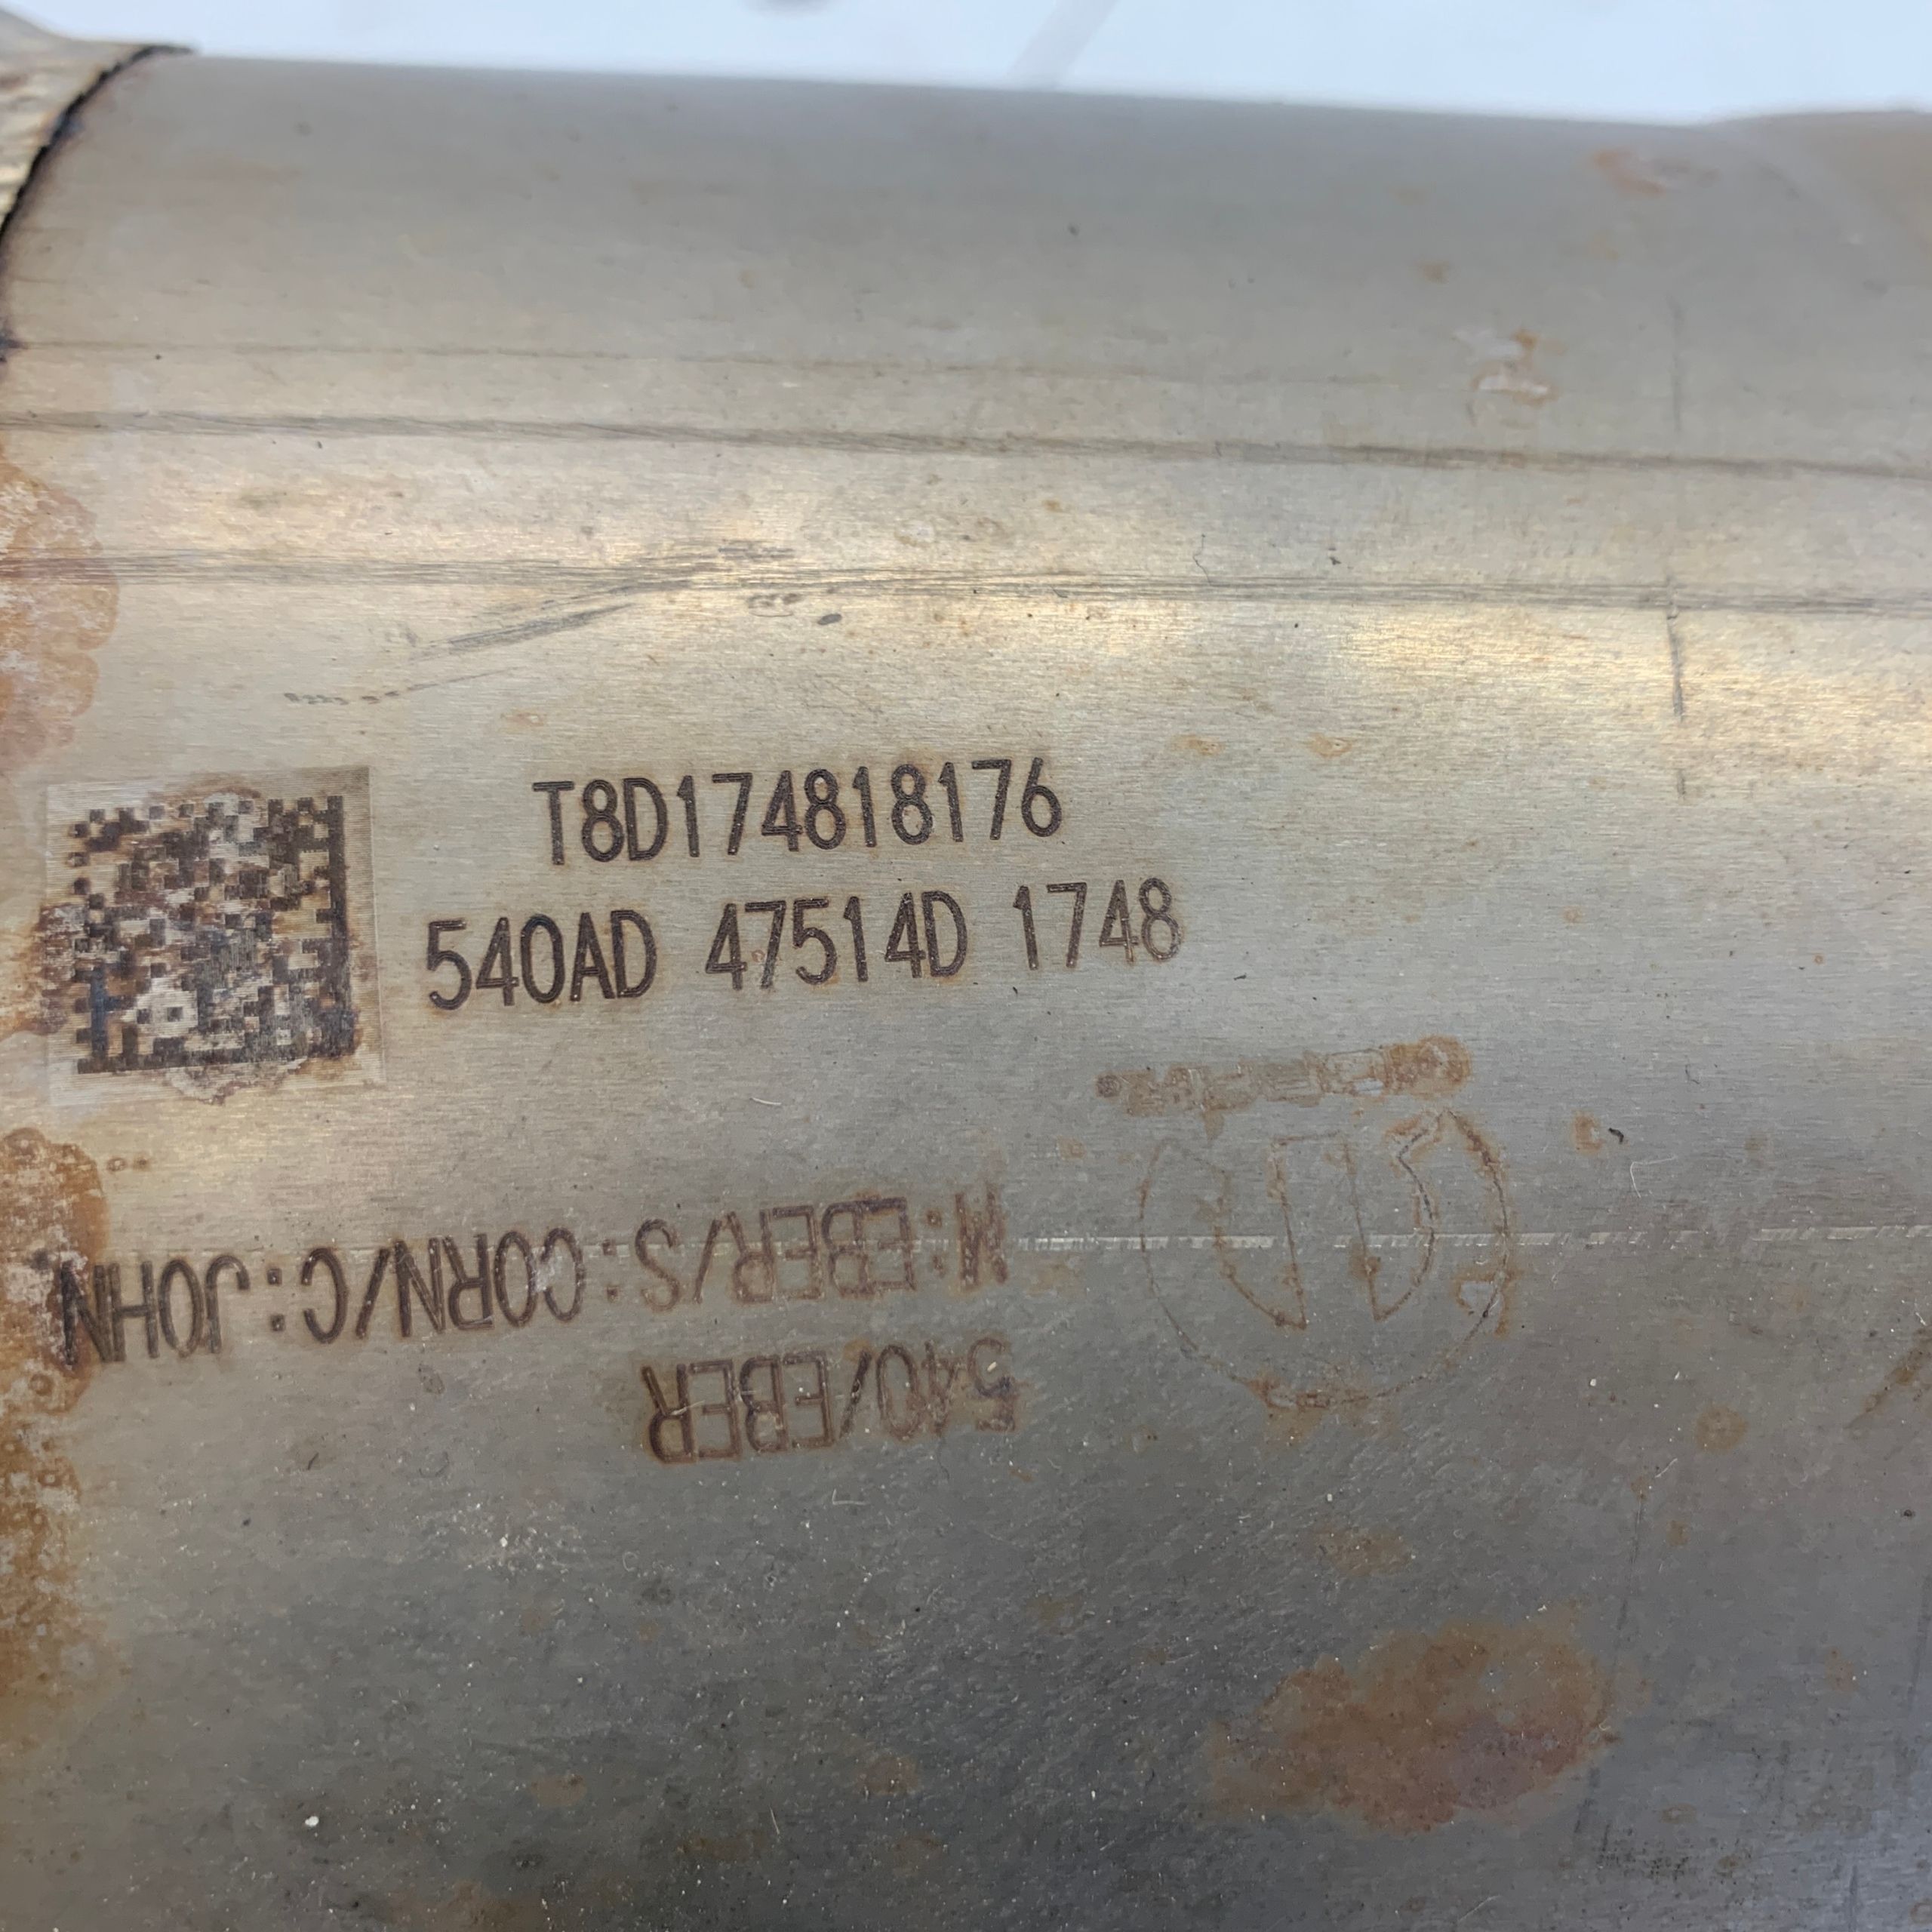 T8D174818176
540AD 47514D 1748
540/EBER
M:EBER/S:CORN/C:JOHN